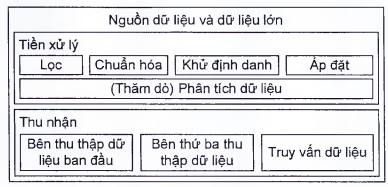 Nguồn dữ liệu và dữ liệu lớn
Tiền xử lý
Lọc
Chuẩn hóa
Khử định danh
Áp đặt
(Thăm dò) Phân tích dữ liệu
Thu nhận
Bên thu thập dữ
liệu ban đầu
Bên thứ ba thu
thập dữ liệu
Truy vấn dữ liệu